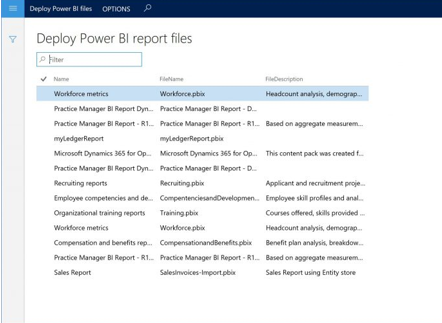 Deploy Power BI files OPTIONS
Deploy Power BI report files
Filter
Name FileName FileDescription
Workforce metrics Workforce.pbix Headcount analysis, demograp...
Practice Manager BI Report Dyn... Practice Manager BI Report - D...
Practice Manager BI Report - R1... Practice Manager BI Report - R1... Based on aggregate measurem...
myLedgerReport myLedgerReport.pbix
Microsoft Dynamics 365 for Op... Microsoft Dynamics 365 for Op... This content pack was created f...
Practice Manager BI Report Dyn... Practice Manager BI Report - D...
Recruiting reports Recruiting.pbix Applicant and recruitment proje...
Employee competencies and de... CompentenciesandDevelopmen... Employee skill profiles and anal...
Organizational training reports Training.pbix Courses offered, skills provided ...
Workforce metrics Workforce.pbix Headcount analysis, demograp...
Compensation and benefits rep... CompensationandBenefits.pbix Benefit plan analysis, breakdow...
Practice Manager BI Report - R1... Practice Manager BI Report - R1... Based on aggregate measurem...
Sales Report SalesInvoices-Import.pbix Sales Report using Entity store